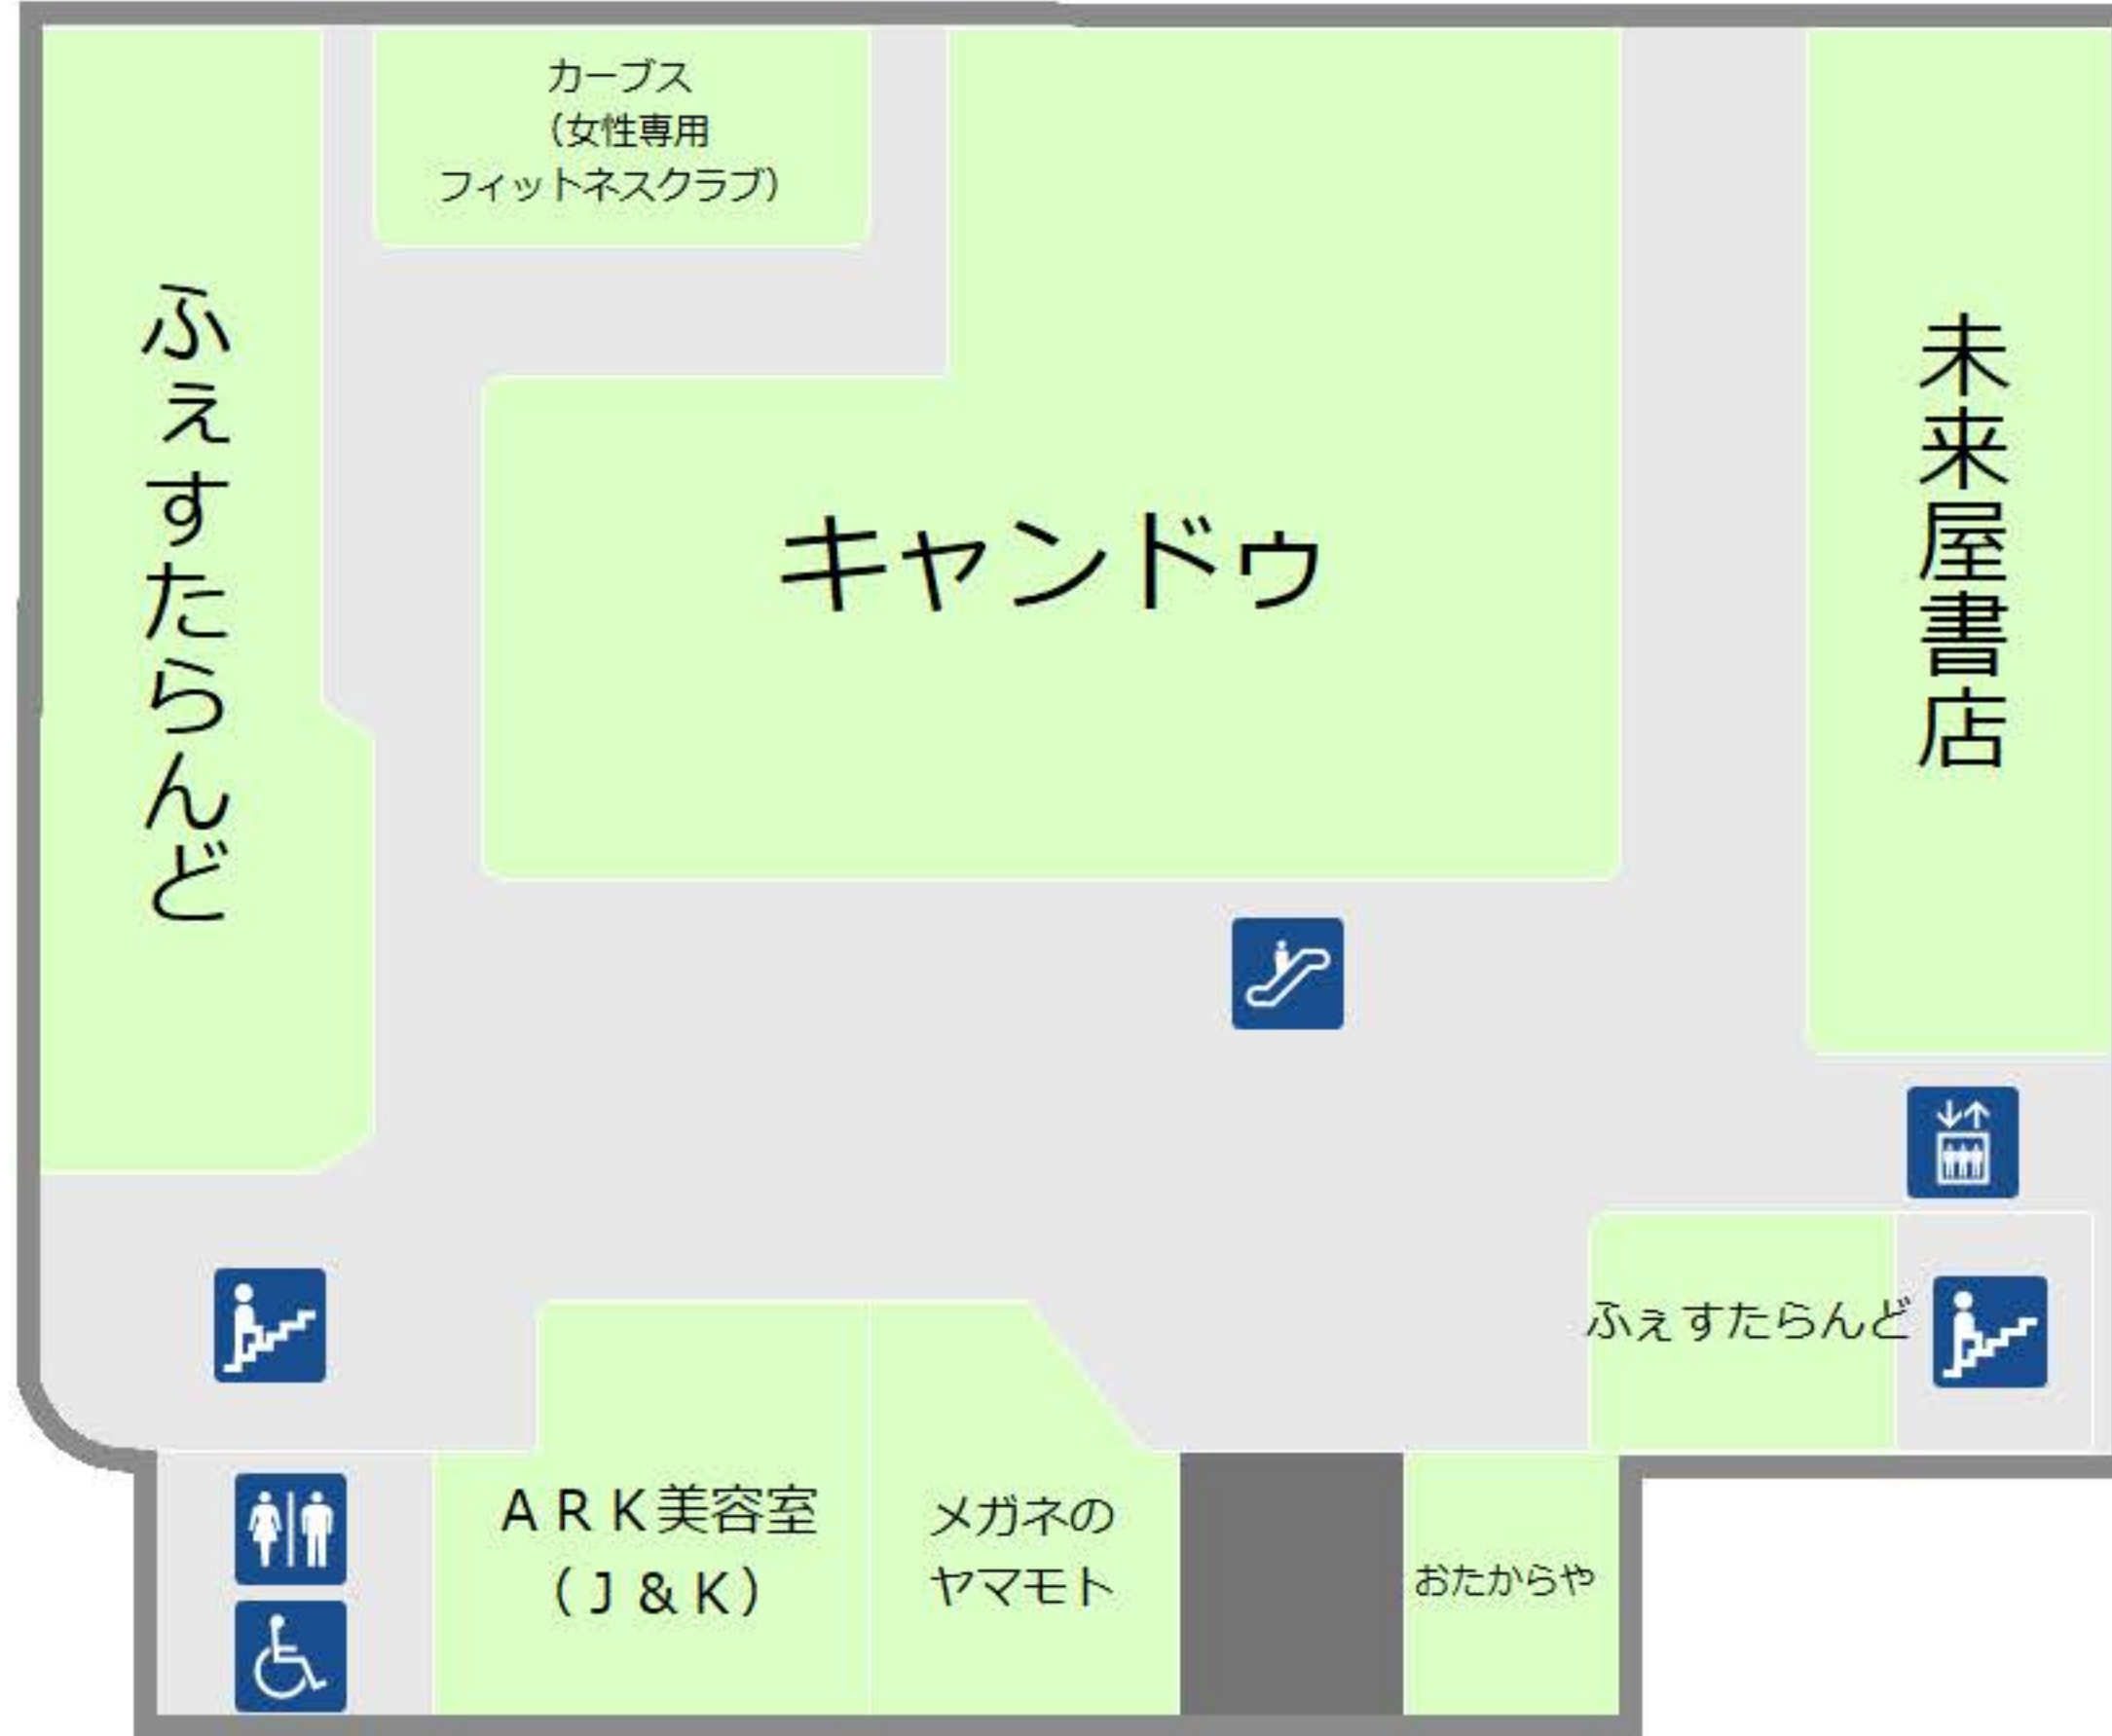 カーブス
（女性専用
フィットネスクラブ）
ふぇすたらんど
キャンドゥ
未来屋書店
ふぇすたらんど
ＡＲＫ美容室
（Ｊ＆Ｋ）
メガネの
ヤマモト
おたからや